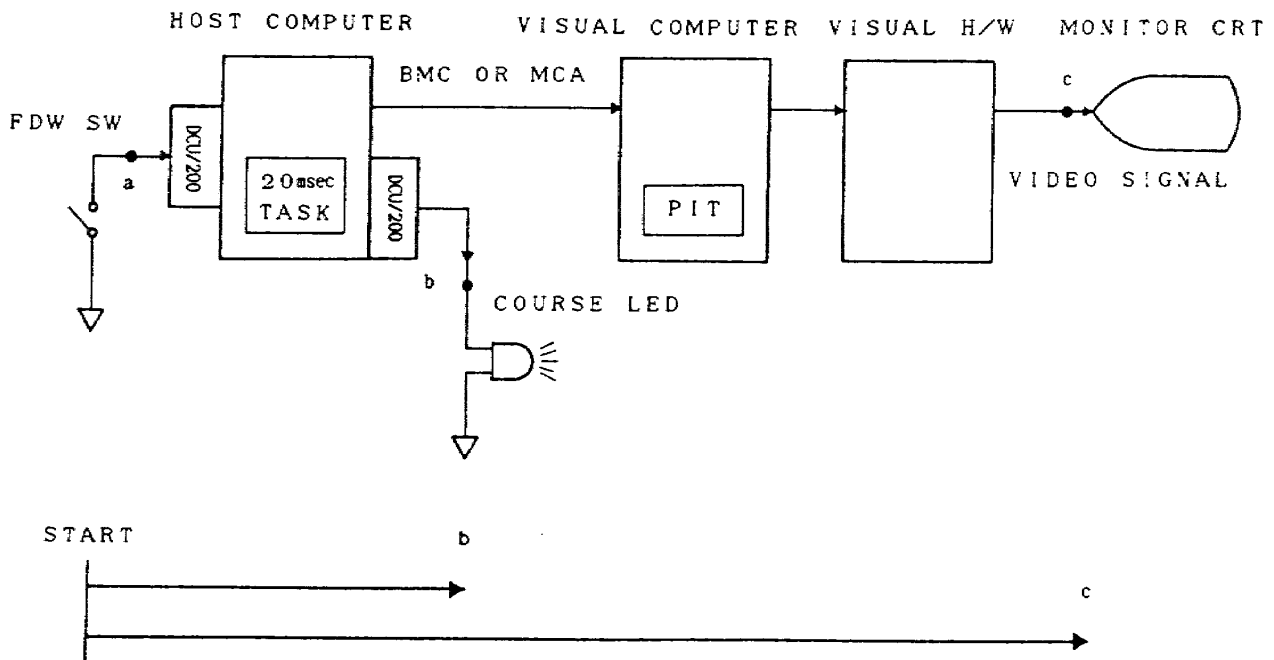 HOST COMPUTER
VISUAL COMPUTER
VISUAL H/W
MONITOR CRT
BMC OR MCA
c
FDW SW
DCU/200
a
20msec
TASK
DCU/200
PIT
VIDEO SIGNAL
b
COURSE LED
START
b
c